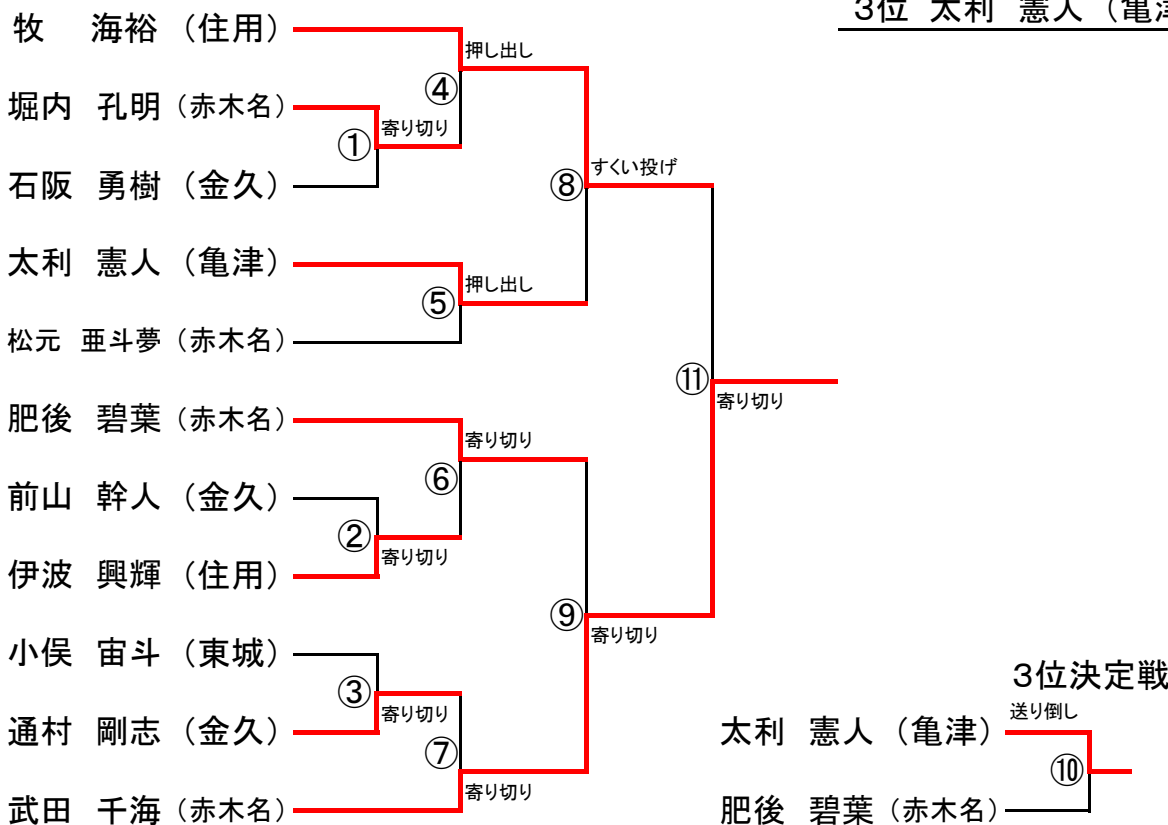 3位 太利 憲人（亀津
牧 海裕（住用）
押し出し
④
堀内 孔明（赤木名）
寄り切り
①
石阪 勇樹（金久）
すくい投げ
⑧
太利 憲人（亀津）
押し出し
⑤
松元 亜斗夢（赤木名）
⑪
寄り切り
肥後 碧葉（赤木名）
寄り切り
⑥
前山 幹人（金久）
②
寄り切り
伊波 興輝（住用）
⑨
寄り切り
小俣 宙斗（東城）
③
寄り切り
通村 剛志（金久）
⑦
寄り切り
武田 千海（赤木名）
3位決定戦
送り倒し
太利 憲人（亀津）
⑩
肥後 碧葉（赤木名）